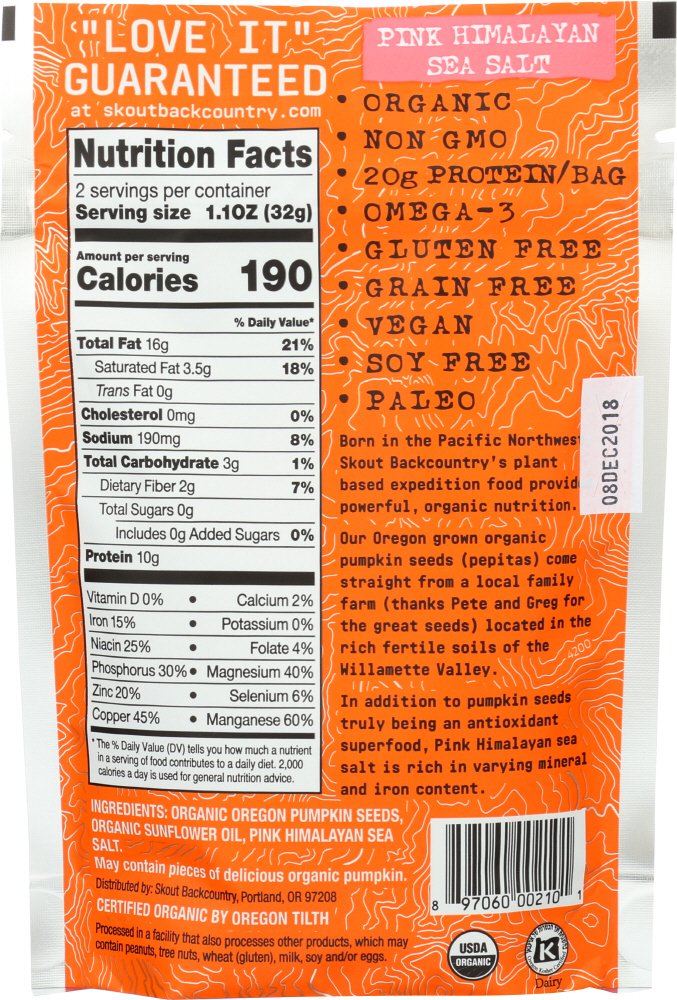 "LOVE IT"
GUARANTEED
at skoutbackcountry.com
Nutrition Facts
2 servings per container
Serving size 1.1OZ (32g)
Amount per serving
Calories 190
% Daily Value*
Total Fat 16g 21%
Saturated Fat 3.5g 18%
Trans Fat 0g
Cholesterol 0mg 0%
Sodium 190mg 8%
Total Carbohydrate 3g 1%
Dietary Fiber 2g 7%
Total Sugars 0g
Includes 0g Added Sugars 0%
Protein 10g
Vitamin D 0% • Calcium 2%
Iron 15% • Potassium 0%
Niacin 25% • Folate 4%
Phosphorus 30% • Magnesium 40%
Zinc 20% • Selenium 6%
Copper 45% • Manganese 60%
*The % Daily Value (DV) tells you how much a nutrient
in a serving of food contributes to a daily diet. 2,000
calories a day is used for general nutrition advice.
INGREDIENTS: ORGANIC OREGON PUMPKIN SEEDS,
ORGANIC SUNFLOWER OIL, PINK HIMALAYAN SEA
SALT.
May contain pieces of delicious organic pumpkin.
Distributed by: Skout Backcountry, Portland, OR 97208
CERTIFIED ORGANIC BY OREGON TILTH
Processed in a facility that also processes other products, which may
contain peanuts, tree nuts, wheat (gluten), milk, soy and/or eggs.
PINK HIMALAYAN
SEA SALT
• ORGANIC
• NON GMO
• 20g PROTEIN/BAG
• OMEGA-3
• GLUTEN FREE
• GRAIN FREE
• VEGAN
• SOY FREE
• PALEO
Born in the Pacific Northwest
Skout Backcountry's plant
based expedition food provid
powerful, organic nutrition.
08DEC2018
Our Oregon grown organic
pumpkin seeds (pepitas) come
straight from a local family
farm (thanks Pete and Greg for
the great seeds) located in the
rich fertile soils of the
Willamette Valley.
4200
In addition to pumpkin seeds
truly being an antioxidant
superfood, Pink Himalayan sea
salt is rich in varying mineral
and iron content.
8 97060 00210 1
USDA
ORGANIC
K
Dairy